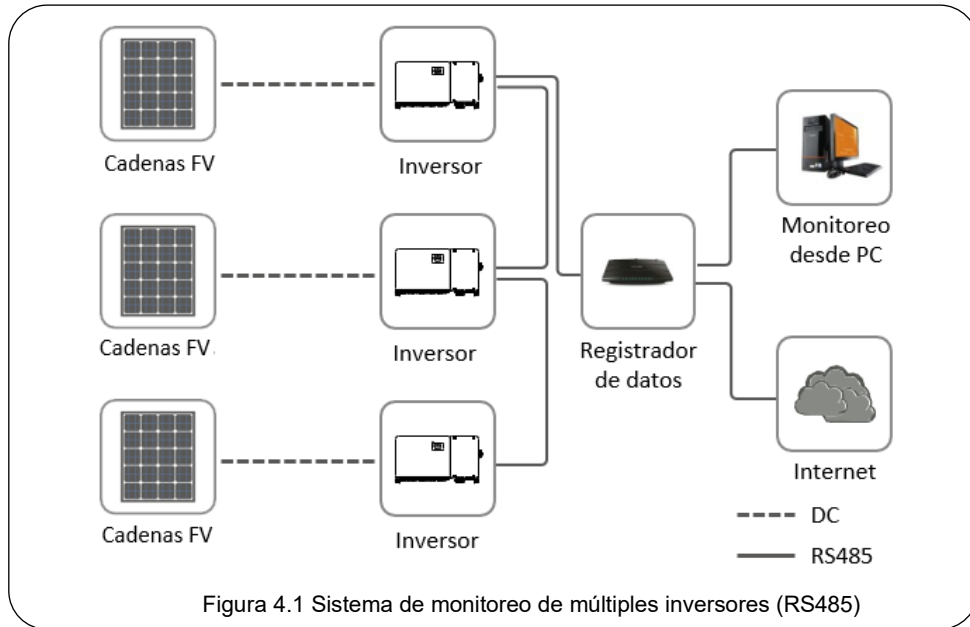 Cadenas FV
Inversor
Cadenas FV.
Inversor
Cadenas FV
Inversor
Registrador
de datos
Monitoreo
desde PC
Internet
DC
RS485
Figura 4.1 Sistema de monitoreo de múltiples inversores (RS485)